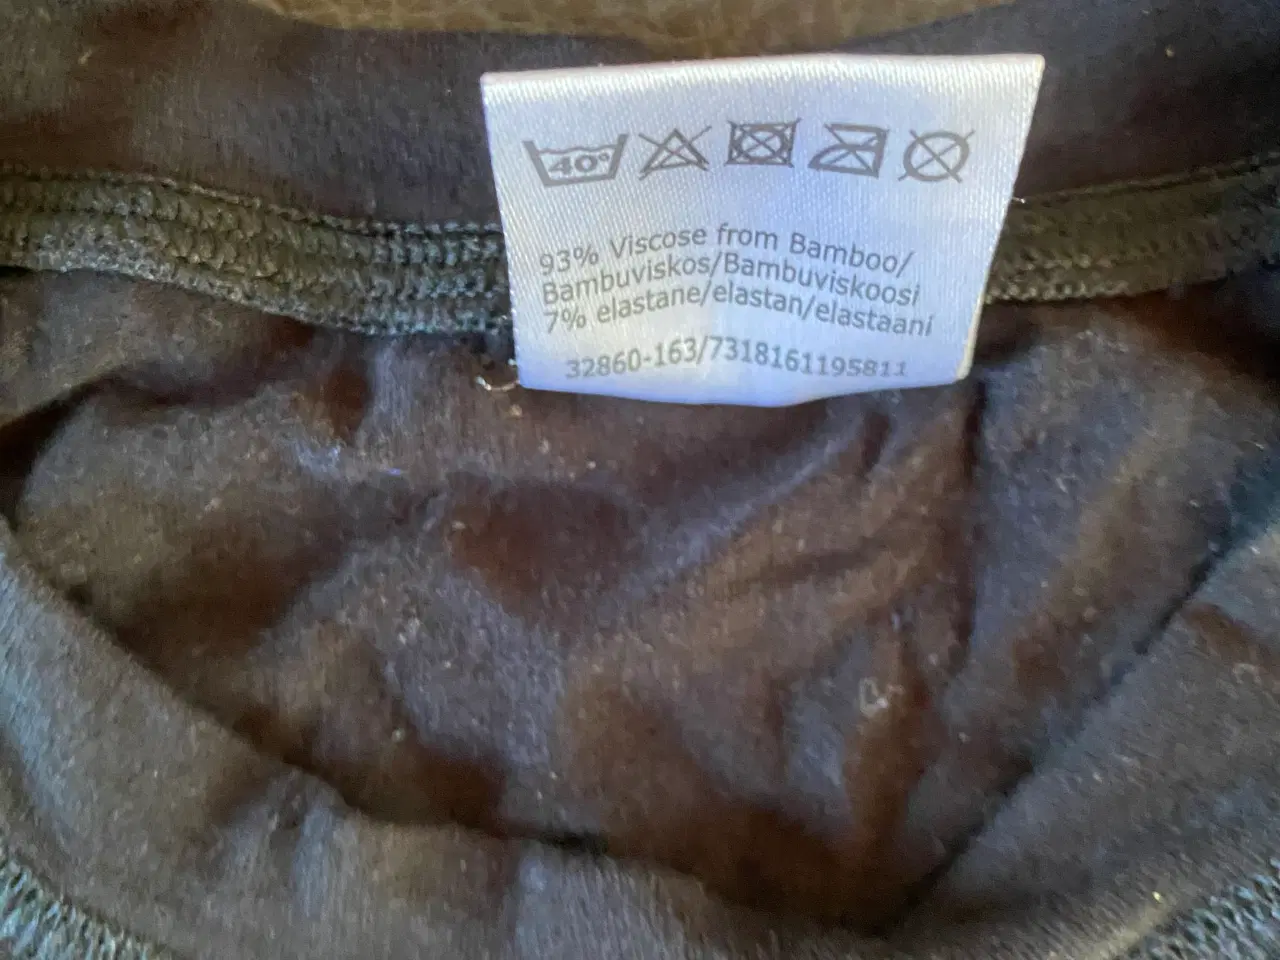 40°
93% Viscose from Bamboo/
Bambuviskos/Bambuviskoosi
7% elastane/elastan/elastaani
32860-163/7318161195811